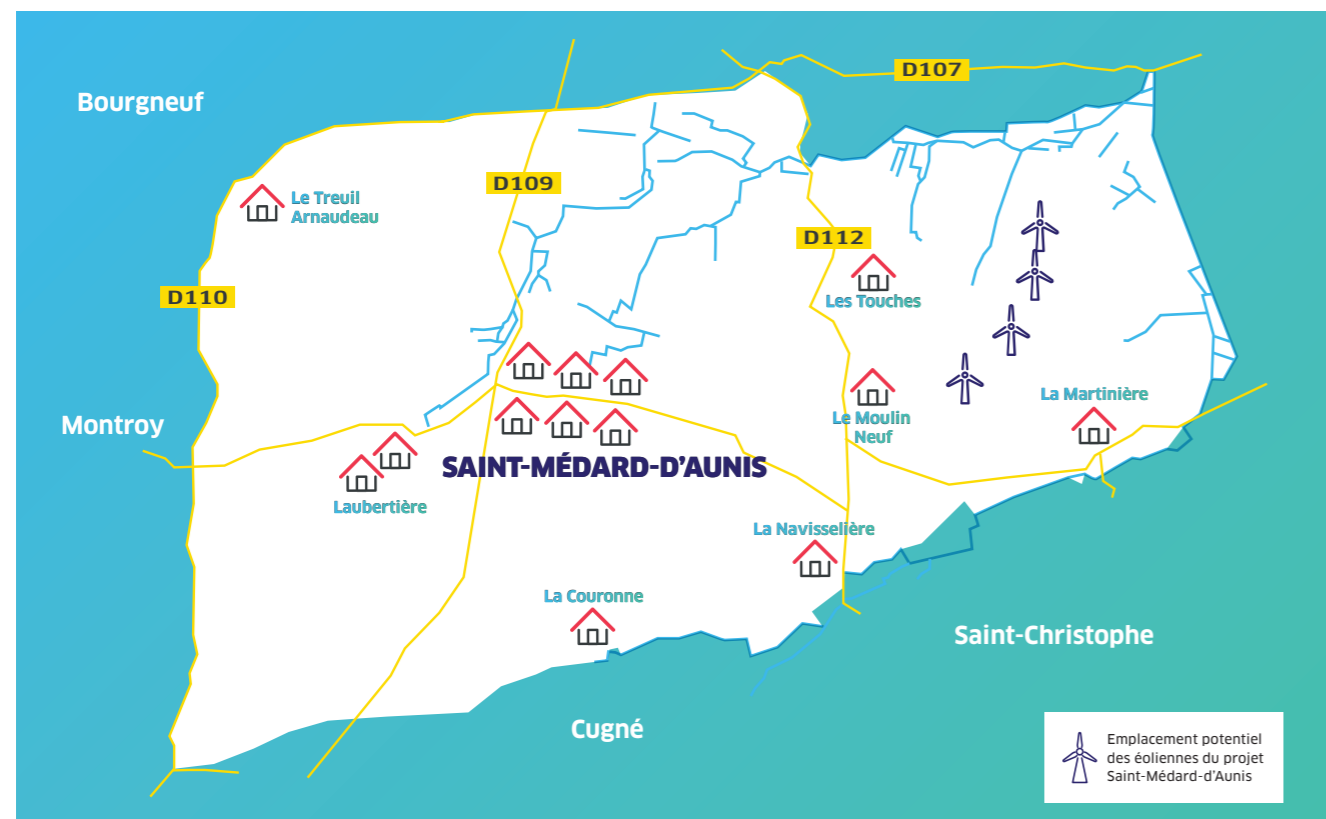 D107
Bourgneuf
D109
Le Treuil
Arnaudeau
D112
D110
Les Touches
La Martinière
Le Moulin
Neuf
Montroy
SAINT-MÉDARD-D'AUNIS
Laubertière
La Navisselière
La Couronne
Saint-Christophe
Cugné
Emplacement potentiel
des éoliennes du projet
Saint-Médard-d'Aunis